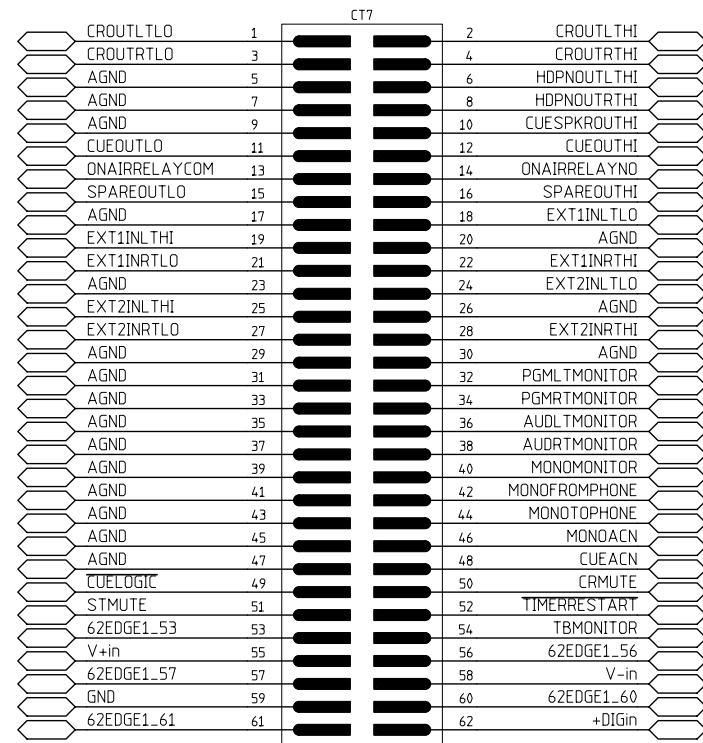 CT7
CROUTLTLO 1 2 CROUTLTHI
CROUTRTLO 3 4 CROUTRTHI
AGND 5 6 HDPNOUTLTHI
AGND 7 8 HDPNOUTRTHI
AGND 9 10 CUESPKROUTHI
CUEOUTLO 11 12 CUEOUTHI
ONAIRRELAYCOM 13 14 ONAIRRELAYNO
SPAREOUTLO 15 16 SPAREOUTHI
AGND 17 18 EXT1INLTLO
EXT1INLTHI 19 20 AGND
EXT1INRTLO 21 22 EXT1INRTHI
AGND 23 24 EXT2INLTLO
EXT2INLTHI 25 26 AGND
EXT2INRTLO 27 28 EXT2INRTHI
AGND 29 30 AGND
AGND 31 32 PGMLTMONITOR
AGND 33 34 PGMRTMONITOR
AGND 35 36 AUDLTMONITOR
AGND 37 38 AUDRTMONITOR
AGND 39 40 MONOMONITOR
AGND 41 42 MONOFROMPHONE
AGND 43 44 MONOTOPHONE
AGND 45 46 MONOACN
AGND 47 48 CUEACN
CUELOGIC 49 50 CRMUTE
STMUTE 51 52 TIMERRESTART
62EDGE1_53 53 54 TBMONITOR
V+in 55 56 62EDGE1_56
62EDGE1_57 57 58 V-in
GND 59 60 62EDGE1_60
62EDGE1_61 61 62 +DIGin